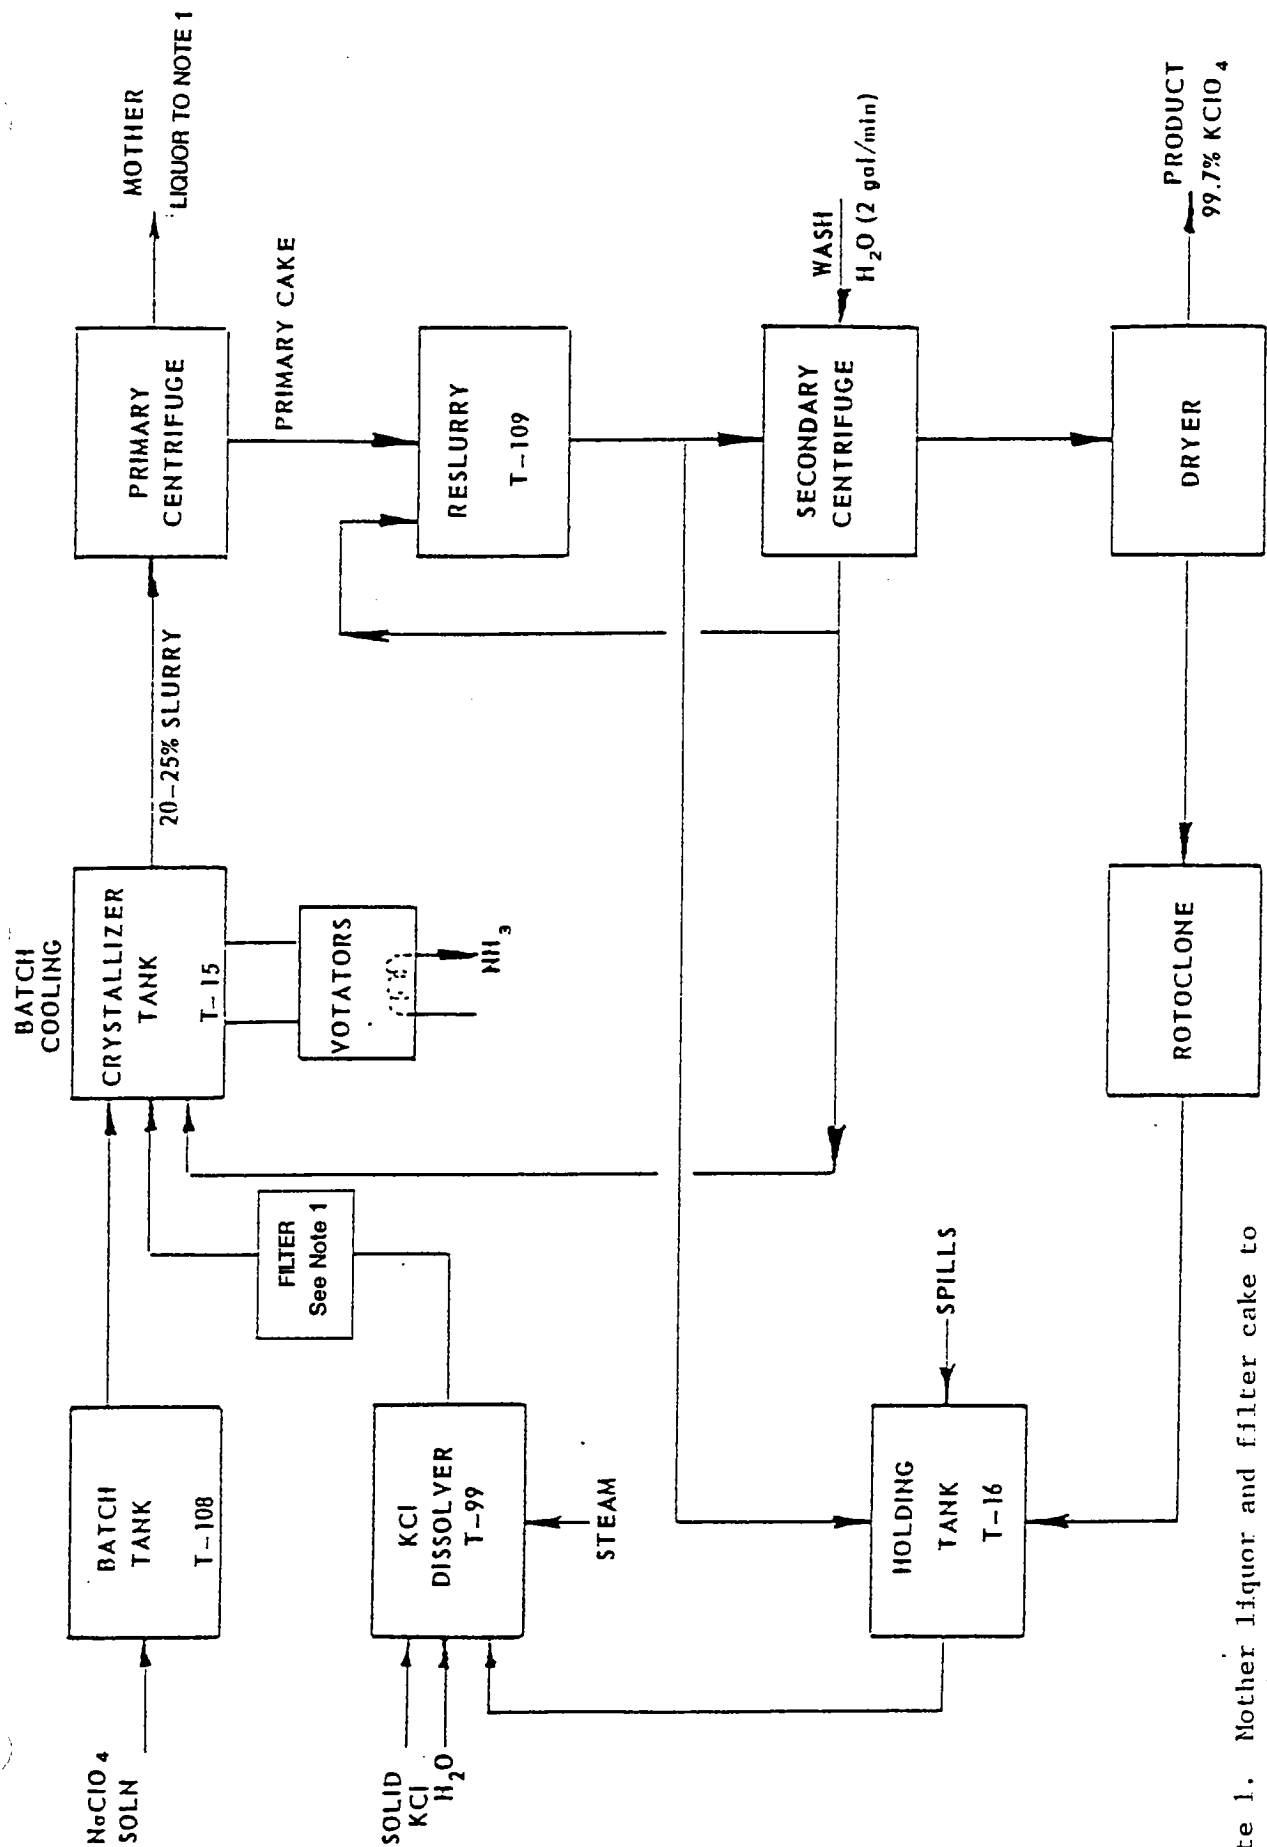 NaClO4
SOLN
BATCH
TANK
T-108
BATCH
COOLING
CRYSTALLIZER
TANK
T-15
20-25% SLURRY
PRIMARY
CENTRIFUGE
MOTHER
LIQUOR TO NOTE 1
PRIMARY CAKE
VOTATORS
NH3
FILTER
See Note 1
SOLID
KCl
H2O
KCl
DISSOLVER
T-99
STEAM
RESLURRY
T-109
SECONDARY
CENTRIFUGE
WASH
H2O (2 gal/min)
HOLDING
TANK
T-16
SPILLS
ROTOCLONE
DRYER
PRODUCT
99.7% KClO4
te 1. Mother liquor and filter cake to